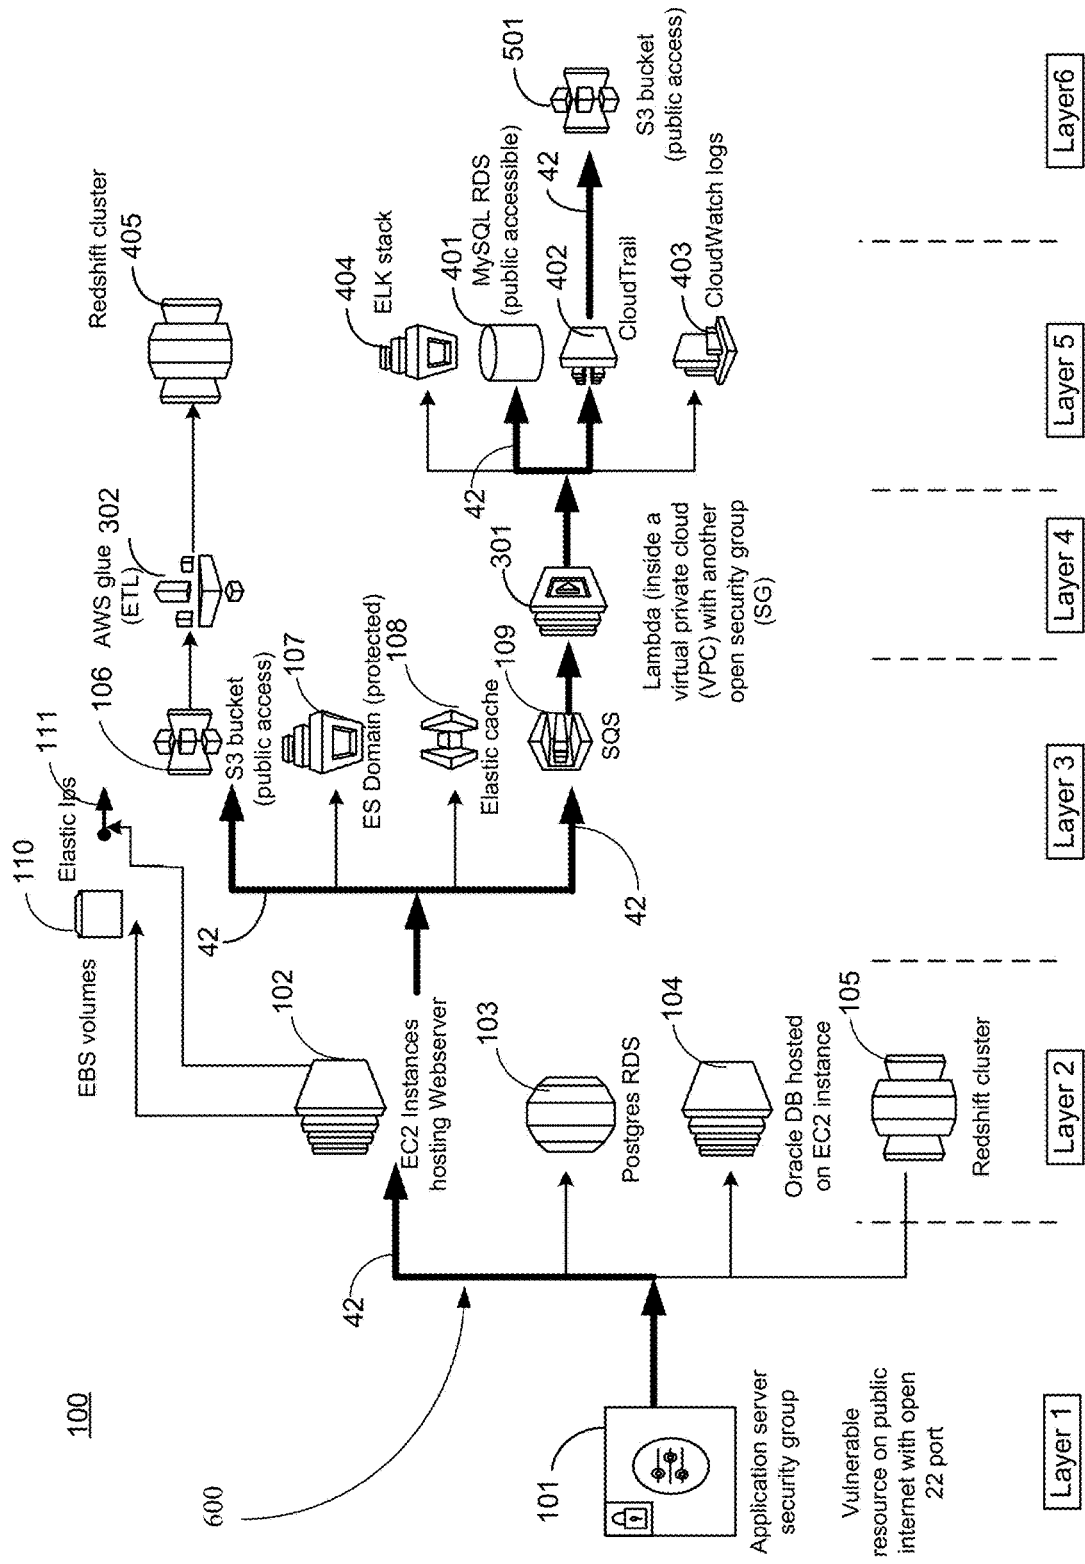 100
600
101
Application server
security group
Vulnerable
resource on public
internet with open
22 port
Layer 1
42
EBS volumes
102
EC2 Instances
hosting Webserver
103
Postgres RDS
104
Oracle DB hosted
on EC2 instance
105
Redshift cluster
Layer 2
110
Elastic Ips
111
42
106
S3 bucket
(public access)
107
ES Domain (protected)
108
Elastic cache
109
SQS
42
Layer 3
AWS glue
(ETL)
302
301
Lambda (inside a
virtual private cloud
(VPC) with another
open security group
(SG)
Layer 4
Redshift cluster
405
42
404
ELK stack
401
MySQL RDS
(public accessible)
402
CloudTrail
403
CloudWatch logs
Layer 5
42
501
S3 bucket
(public access)
Layer6